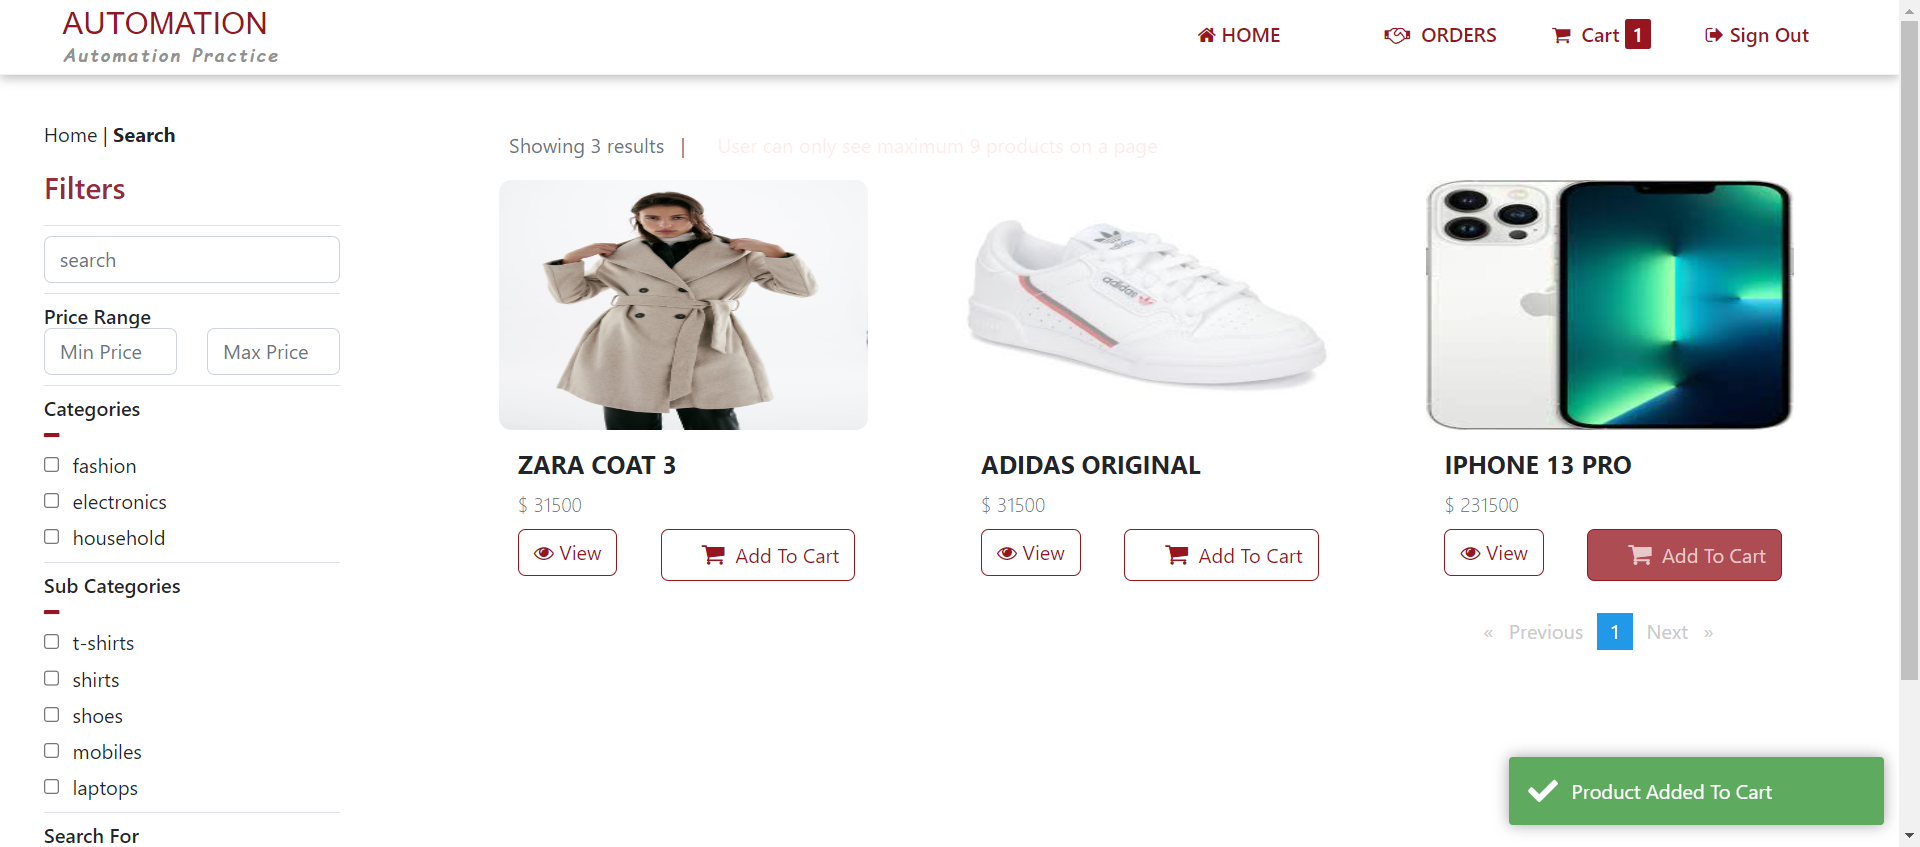 AUTOMATION
Automation Practice
HOME
ORDERS
Cart 1
Sign Out
Home | Search
Filters
search
Price Range
Min Price
Max Price
Categories
fashion
electronics
household
Sub Categories
t-shirts
shirts
shoes
mobiles
laptops
Search For
Showing 3 results |
User can only see maximum 9 products on a page
adidas
adidas
ZARA COAT 3
$ 31500
View
Add To Cart
ADIDAS ORIGINAL
$ 31500
View
Add To Cart
IPHONE 13 PRO
$ 231500
View
Add To Cart
« Previous 1 Next »
Product Added To Cart